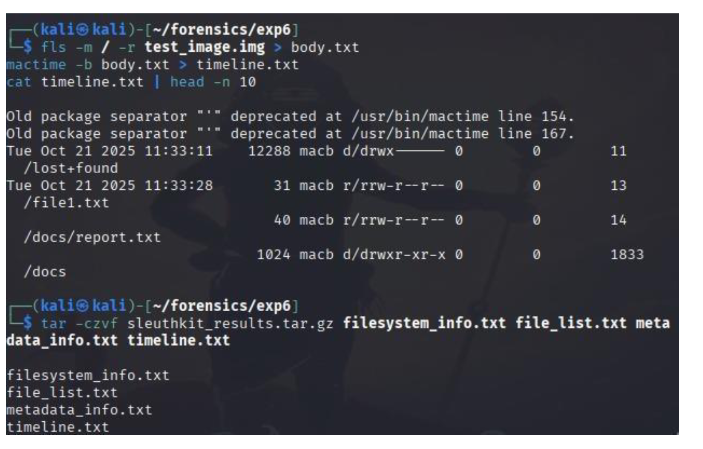 ┌──(kali㉿kali)-[~/forensics/exp6]
└─$ fls -m / -r test_image.img > body.txt
mactime -b body.txt > timeline.txt
cat timeline.txt | head -n 10
Old package separator "'" deprecated at /usr/bin/mactime line 154.
Old package separator "'" deprecated at /usr/bin/mactime line 167.
Tue Oct 21 2025 11:33:11    12288 macb d/drwx------ 0        0        11
  /lost+found
Tue Oct 21 2025 11:33:28       31 macb r/rrw-r--r-- 0        0        13
  /file1.txt
                               40 macb r/rrw-r--r-- 0        0        14
  /docs/report.txt
                             1024 macb d/drwxr-xr-x 0        0        1833
  /docs
┌──(kali㉿kali)-[~/forensics/exp6]
└─$ tar -czvf sleuthkit_results.tar.gz filesystem_info.txt file_list.txt meta
data_info.txt timeline.txt
filesystem_info.txt
file_list.txt
metadata_info.txt
timeline.txt